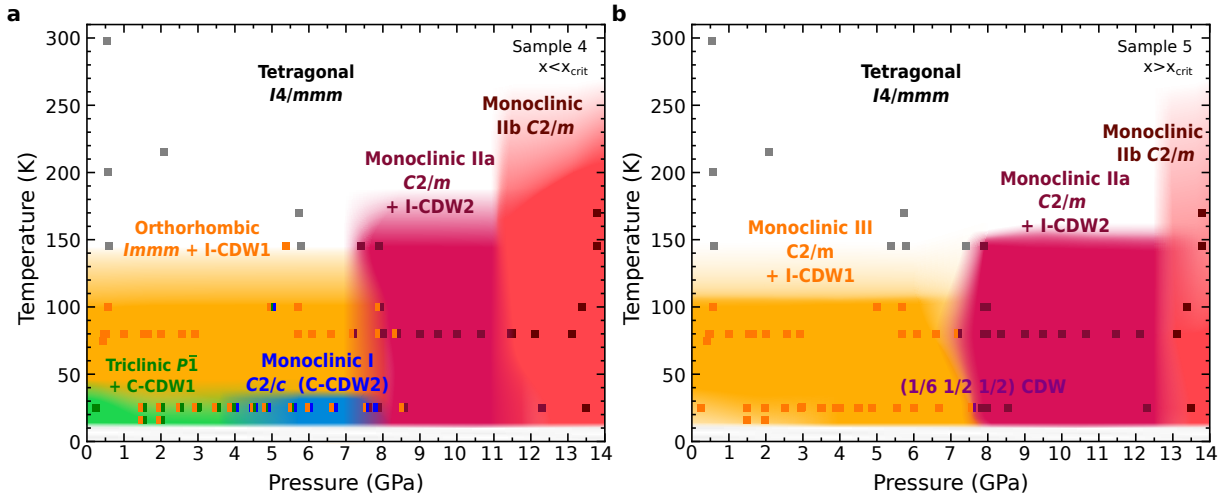 a
Sample 4
x<x_crit
Tetragonal
I4/mmm
Monoclinic
IIb C2/m
Monoclinic IIa
C2/m
+ I-CDW2
Orthorhombic
Immm + I-CDW1
Triclinic P1̅
+ C-CDW1
Monoclinic I
C2/c (C-CDW2)
Temperature (K)
300
250
200
150
100
50
0
0 1 2 3 4 5 6 7 8 9 10 11 12 13 14
Pressure (GPa)
b
Sample 5
x>x_crit
Tetragonal
I4/mmm
Monoclinic
IIb C2/m
Monoclinic IIa
C2/m
+ I-CDW2
Monoclinic III
C2/m
+ I-CDW1
(1/6 1/2 1/2) CDW
Temperature (K)
300
250
200
150
100
50
0
0 1 2 3 4 5 6 7 8 9 10 11 12 13 14
Pressure (GPa)